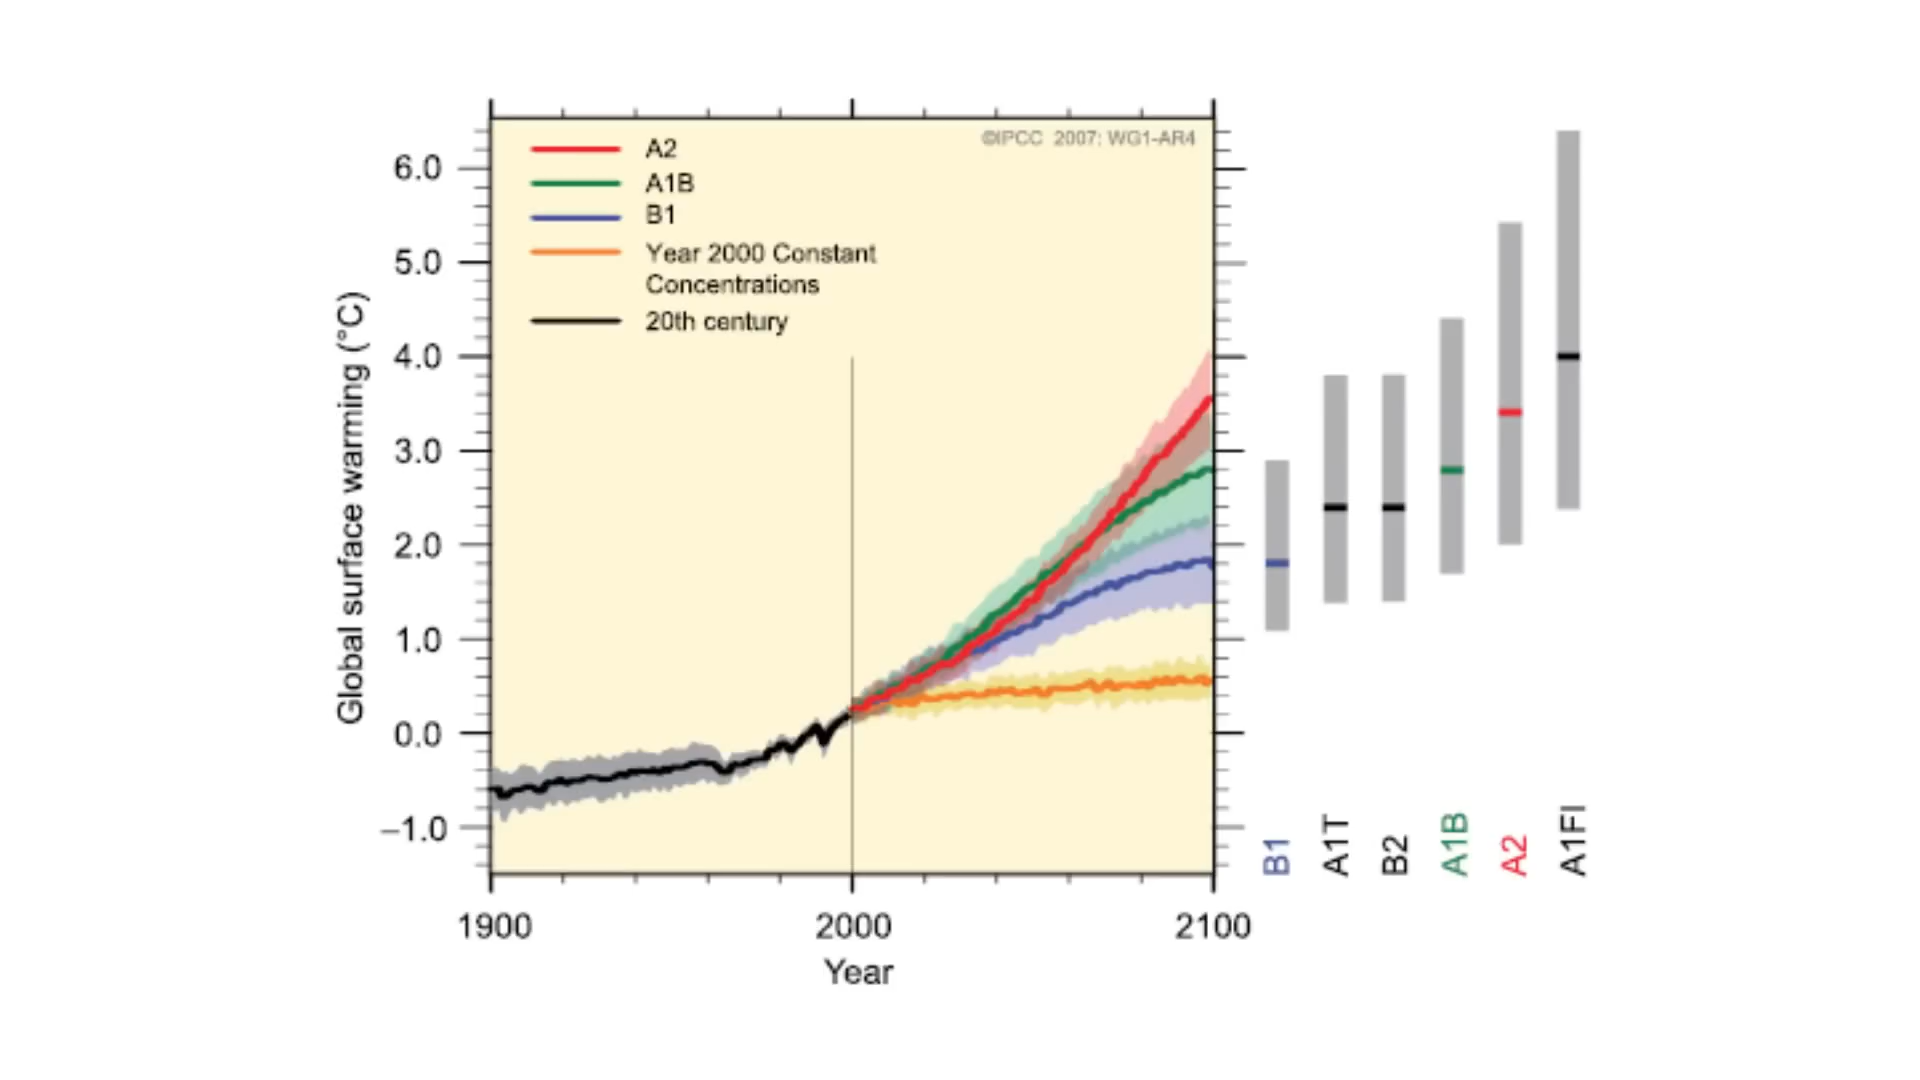 ©IPCC 2007: WG1-AR4
A2
A1B
B1
Year 2000 Constant
Concentrations
20th century
Global surface warming (°C)
6.0
5.0
4.0
3.0
2.0
1.0
0.0
–1.0
1900
2000
2100
Year
B1
A1T
B2
A1B
A2
A1FI